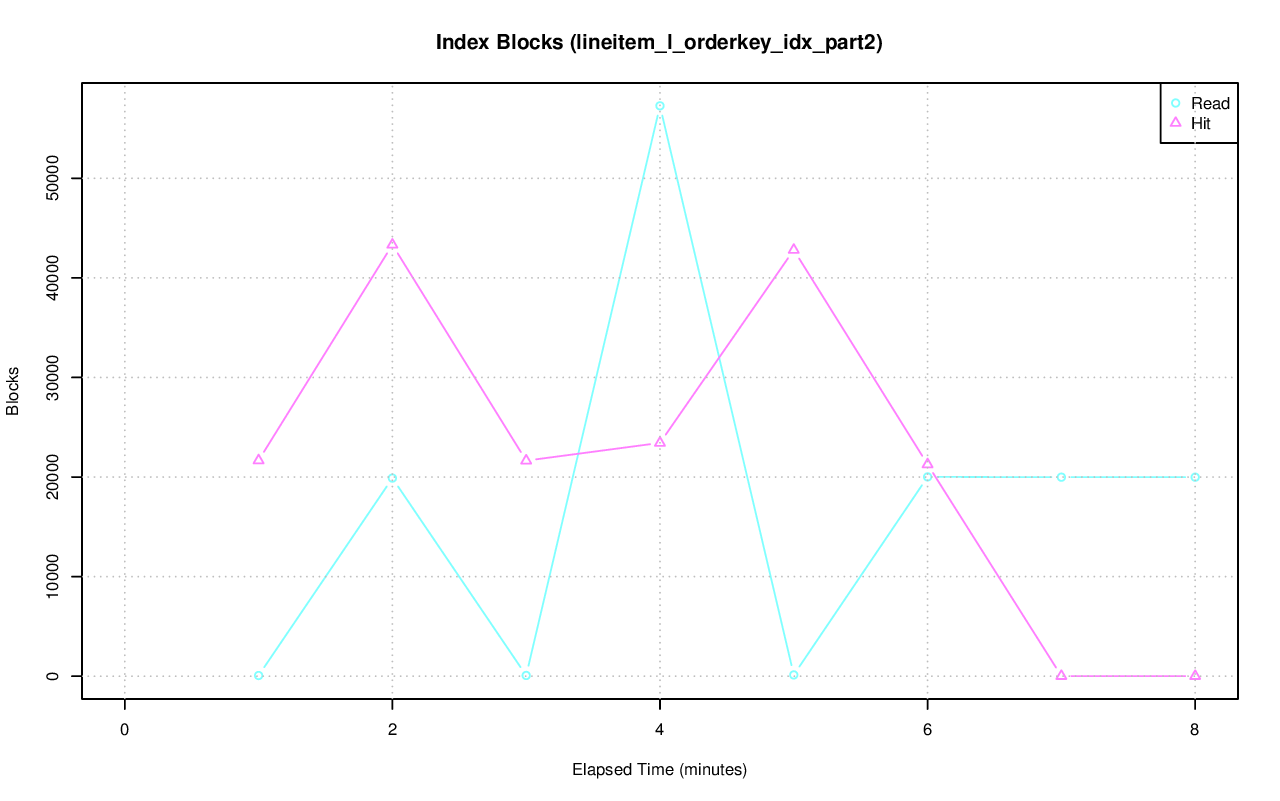 Index Blocks (lineitem_l_orderkey_idx_part2)
Read
Hit
50000
40000
30000
20000
10000
0
Blocks
0 2 4 6 8
Elapsed Time (minutes)